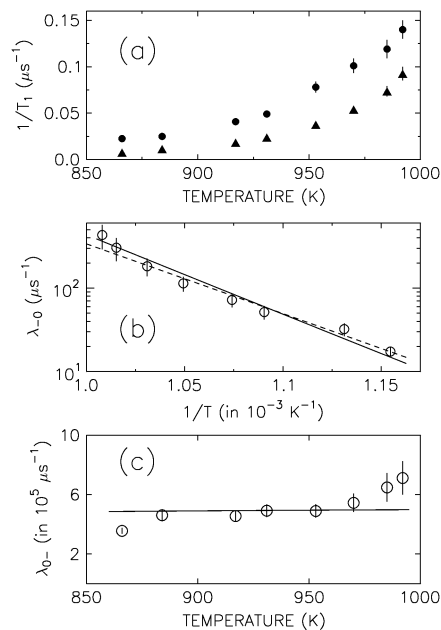 0.15
(a)
0.10
1/T₁ (μs⁻¹)
0.05
0.0
850 900 950 1000
TEMPERATURE (K)
10²
λ₋₀ (μs⁻¹)
(b)
10¹
1.0 1.05 1.1 1.15
1/T (in 10⁻³ K⁻¹)
10
(c)
6
λ₀₋ (in 10⁵ μs⁻¹)
2
850 900 950 1000
TEMPERATURE (K)